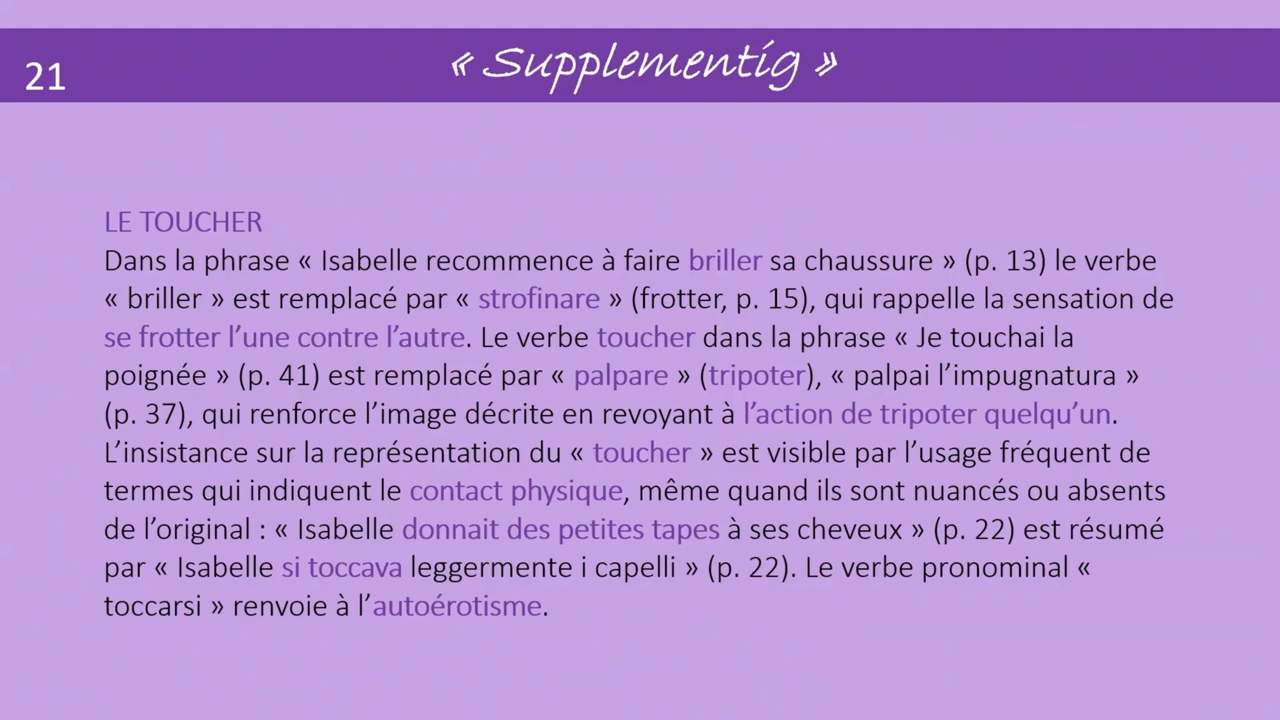 21
« Supplementig »
LE TOUCHER
Dans la phrase « Isabelle recommence à faire briller sa chaussure » (p. 13) le verbe
« briller » est remplacé par « strofinare » (frotter, p. 15), qui rappelle la sensation de
se frotter l’une contre l’autre. Le verbe toucher dans la phrase « Je touchai la
poignée » (p. 41) est remplacé par « palpare » (tripoter), « palpai l’impugnatura »
(p. 37), qui renforce l’image décrite en revoyant à l’action de tripoter quelqu’un.
L’insistance sur la représentation du « toucher » est visible par l’usage fréquent de
termes qui indiquent le contact physique, même quand ils sont nuancés ou absents
de l’original : « Isabelle donnait des petites tapes à ses cheveux » (p. 22) est résumé
par « Isabelle si toccava leggermente i capelli » (p. 22). Le verbe pronominal «
toccarsi » renvoie à l’autoérotisme.